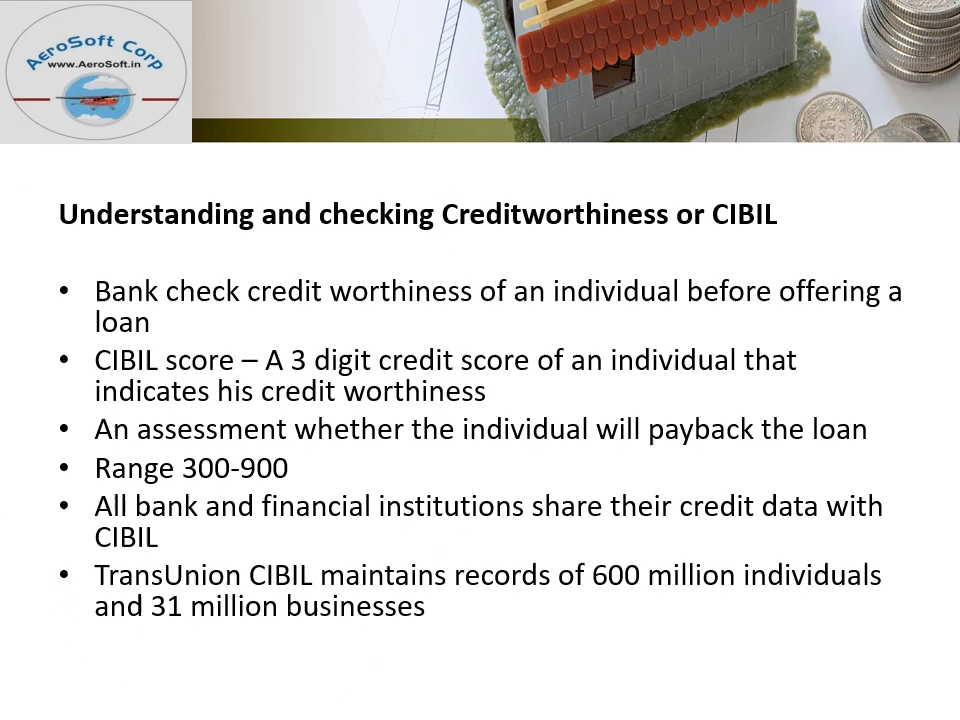 AeroSoft Corp
www.AeroSoft.in
Understanding and checking Creditworthiness or CIBIL
• Bank check credit worthiness of an individual before offering a
loan
• CIBIL score – A 3 digit credit score of an individual that
indicates his credit worthiness
• An assessment whether the individual will payback the loan
• Range 300-900
• All bank and financial institutions share their credit data with
CIBIL
• TransUnion CIBIL maintains records of 600 million individuals
and 31 million businesses